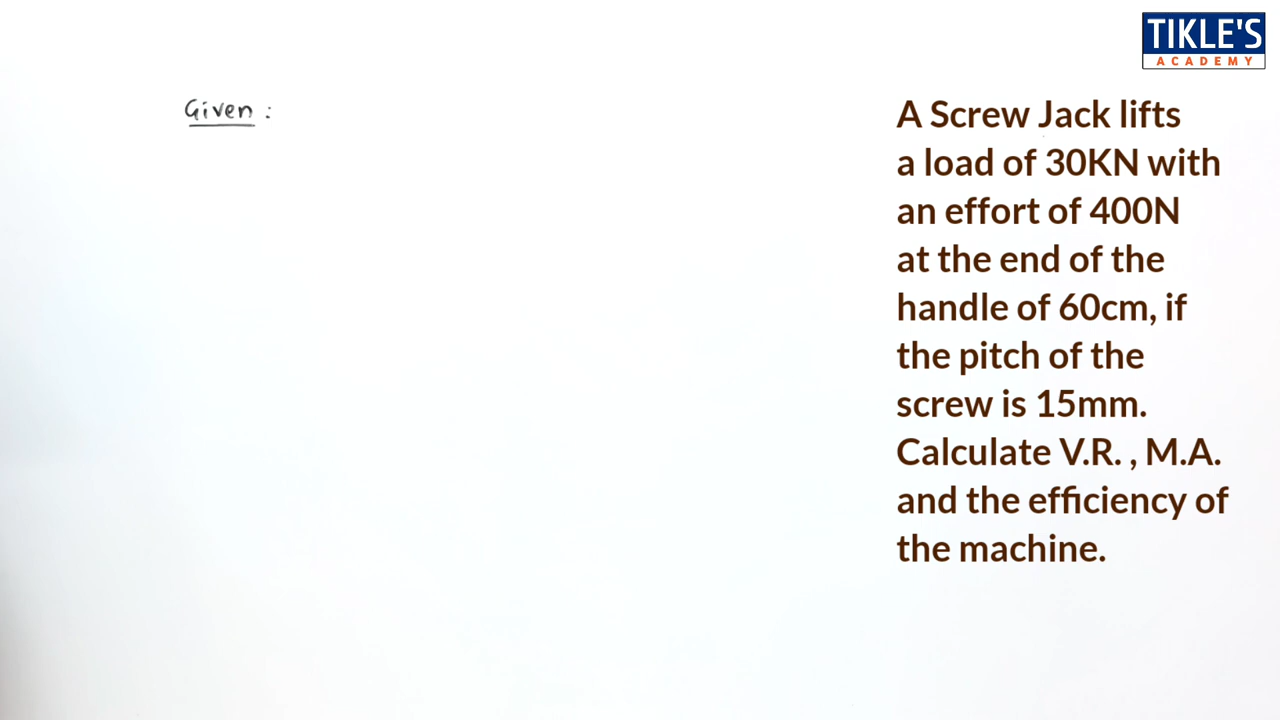 TIKLE'S
ACADEMY
Given :
A Screw Jack lifts
a load of 30KN with
an effort of 400N
at the end of the
handle of 60cm, if
the pitch of the
screw is 15mm.
Calculate V.R. , M.A.
and the efficiency of
the machine.